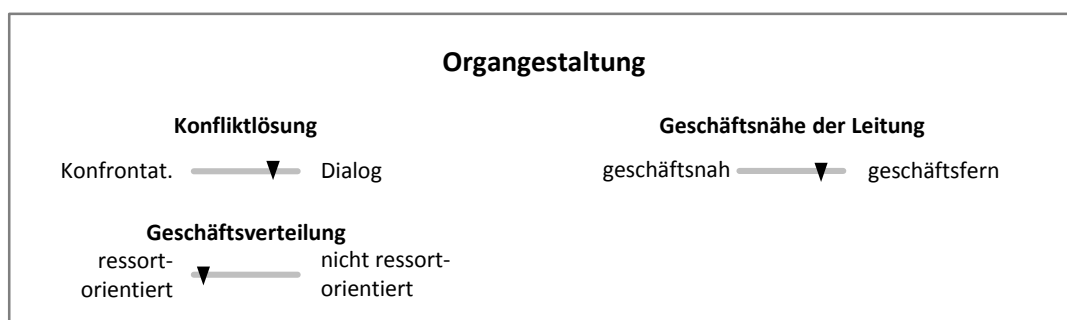 Organgestaltung
Konfliktlösung
Konfrontat.
Dialog
Geschäftsnähe der Leitung
geschäftsnah
geschäftsfern
Geschäftsverteilung
ressort-
orientiert
nicht ressort-
orientiert